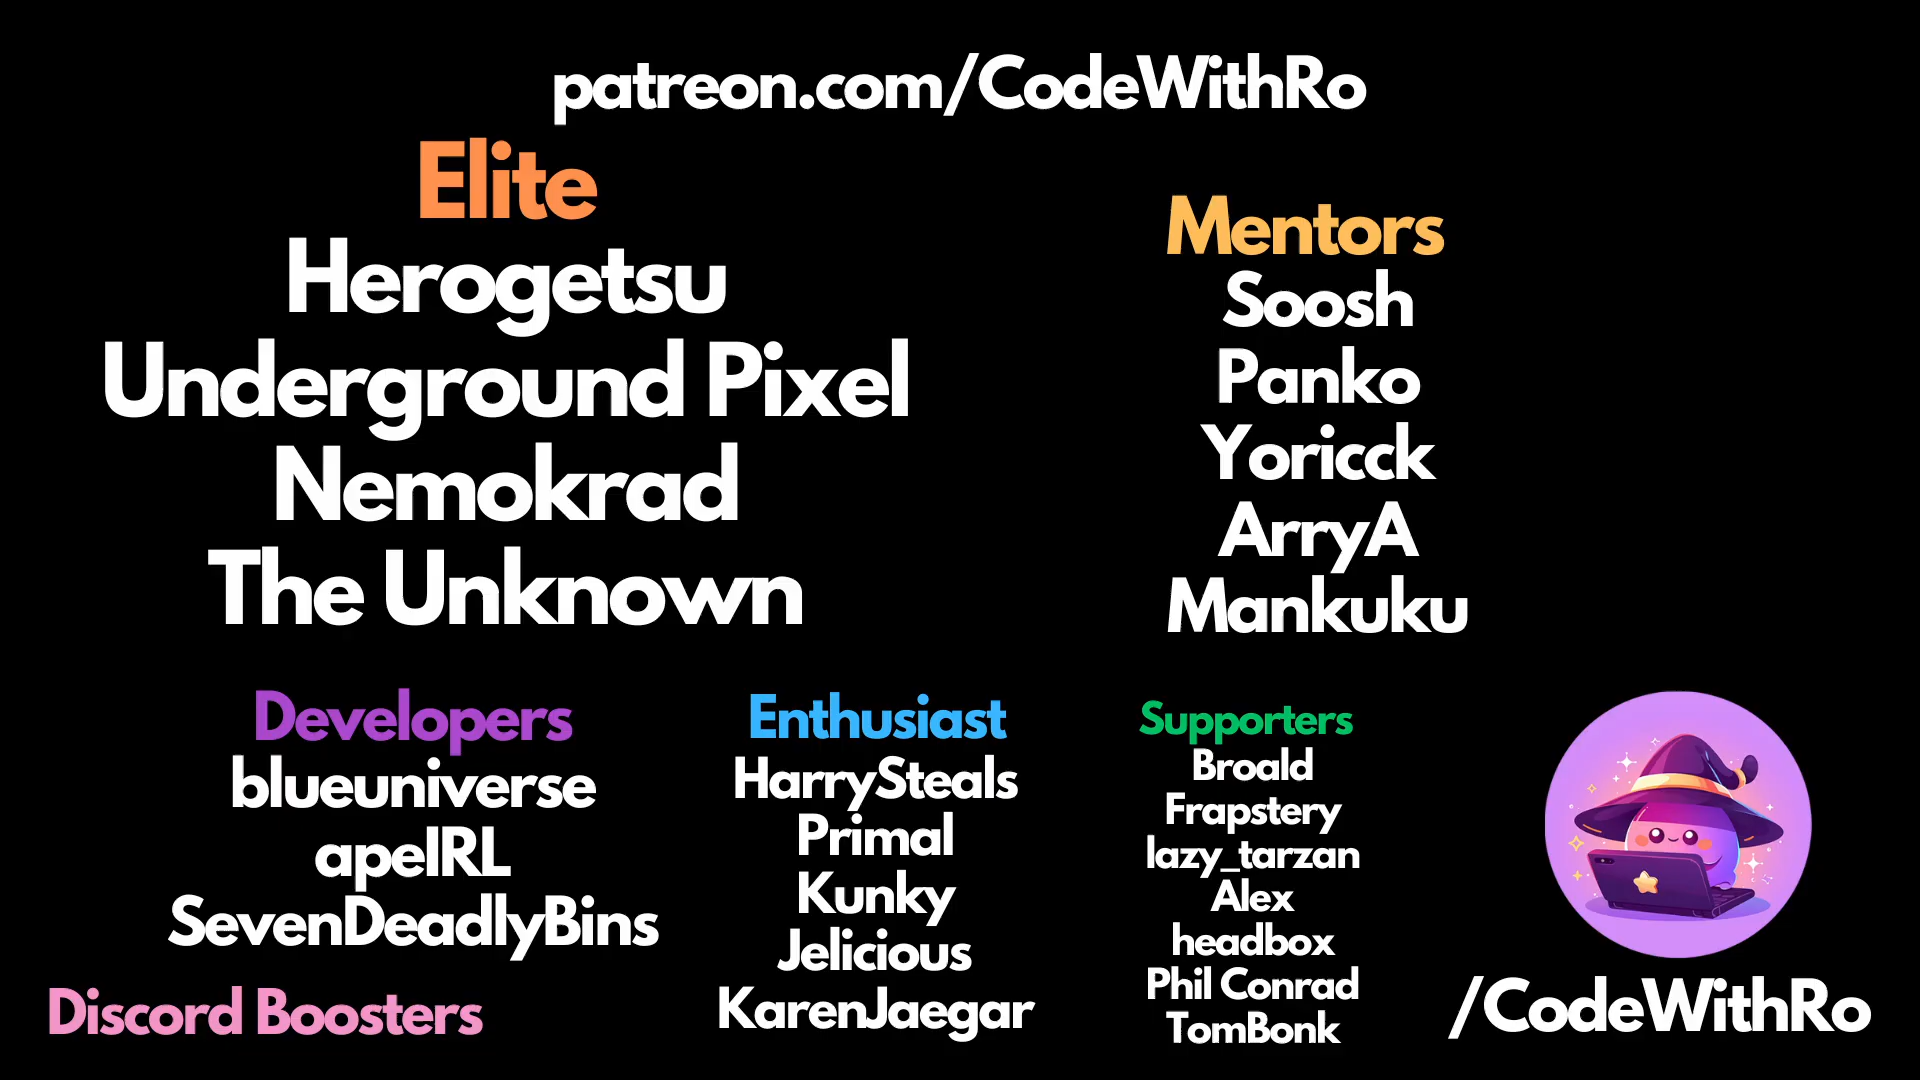 patreon.com/CodeWithRo
Elite
Herogetsu
Underground Pixel
Nemokrad
The Unknown
Mentors
Soosh
Panko
Yoricck
ArryA
Mankuku
Developers
blueuniverse
apeIRL
SevenDeadlyBins
Discord Boosters
Enthusiast
HarrySteals
Primal
Kunky
Jelicious
KarenJaegar
Supporters
Broald
Frapstery
lazy_tarzan
Alex
headbox
Phil Conrad
TomBonk
/CodeWithRo